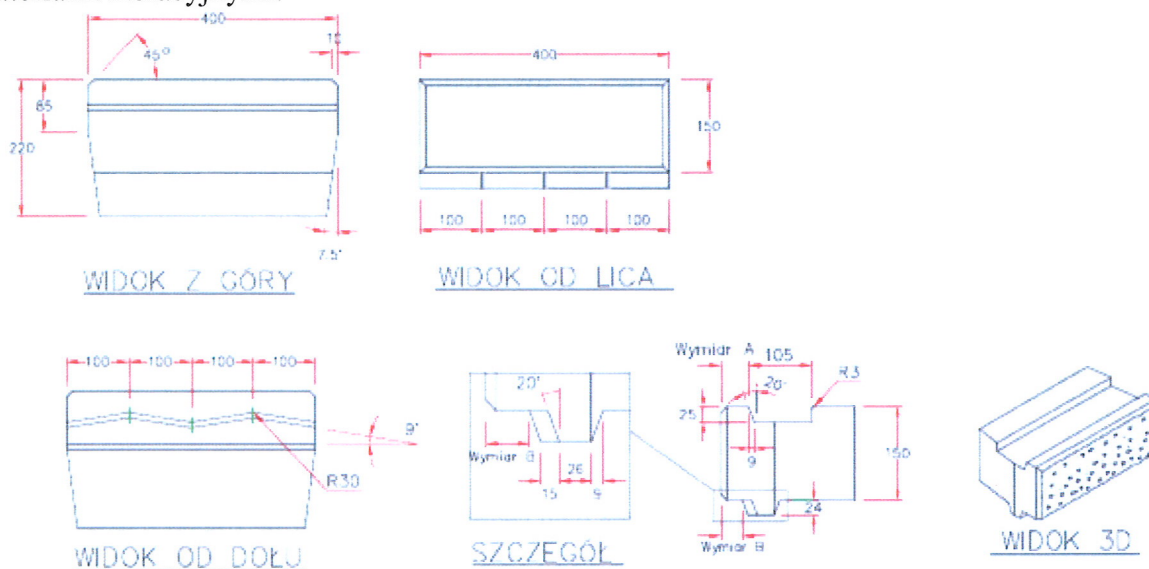 400
15
45°
85
220
7.5°
WIDOK Z GÓRY
400
150
100 100 100 100
WIDOK OD LICA
100 100 100 100
9°
R30
WIDOK OD DOŁU
20°
Wymiar B
26
15
9
SZCZEGÓŁ
Wymiar A
105
20°
R3
25
9
150
24
Wymiar B
WIDOK 3D